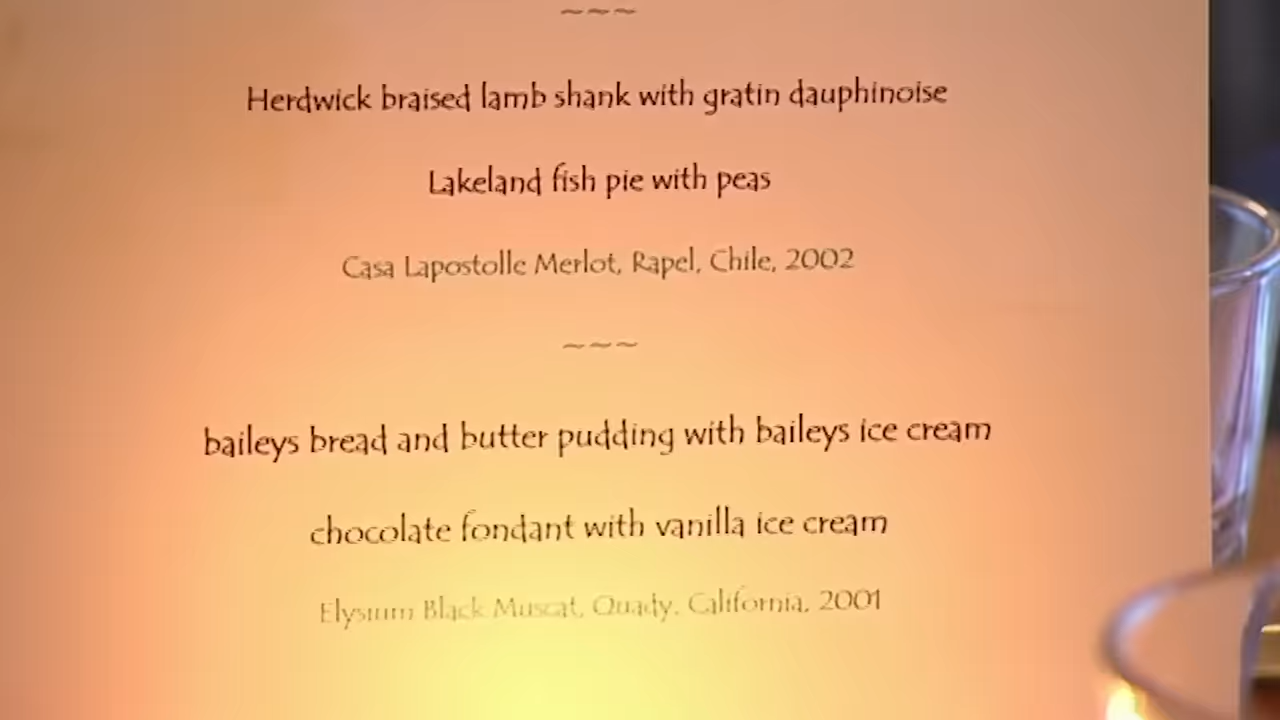 ~~~
Herdwick braised lamb shank with gratin dauphinoise
Lakeland fish pie with peas
Casa Lapostolle Merlot, Rapel, Chile, 2002
~~~
baileys bread and butter pudding with baileys ice cream
chocolate fondant with vanilla ice cream
Elysium Black Muscat, Quady, California, 2001